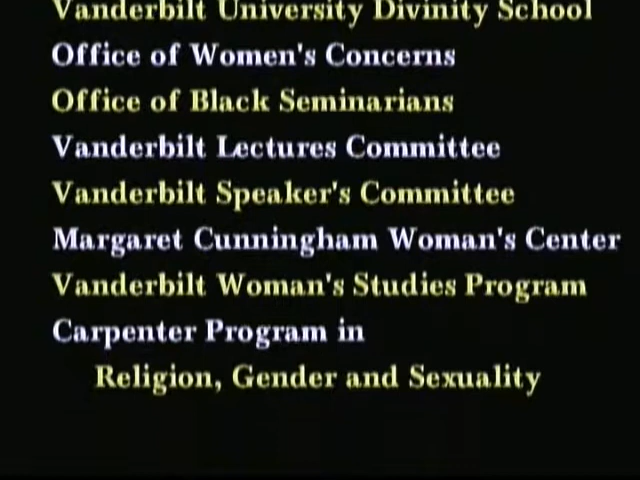 Vanderbilt University Divinity School
Office of Women's Concerns
Office of Black Seminarians
Vanderbilt Lectures Committee
Vanderbilt Speaker's Committee
Margaret Cunningham Woman's Center
Vanderbilt Woman's Studies Program
Carpenter Program in
Religion, Gender and Sexuality